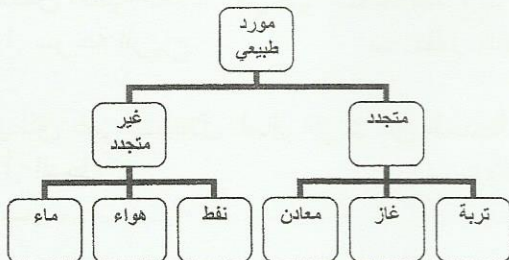 مورد
طبيعي
متجدد
غير
متجدد
تربة
غاز
معادن
نفط
هواء
ماء